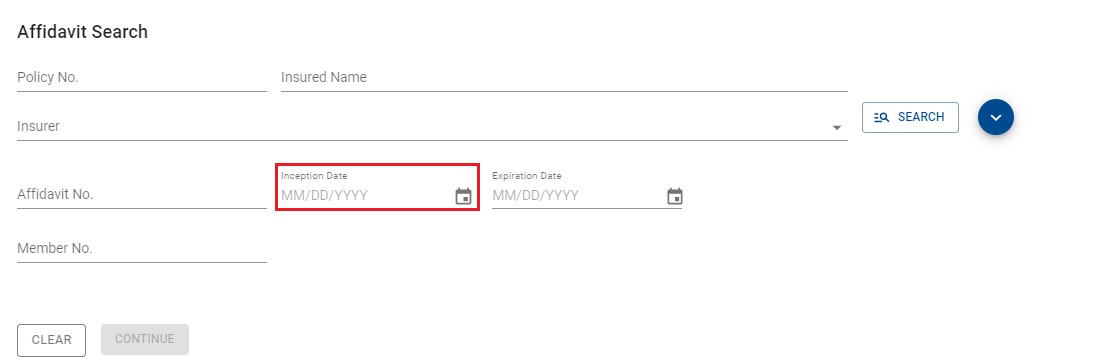 Affidavit Search
Policy No.
Insured Name
Insurer
SEARCH
Inception Date
Expiration Date
Affidavit No.
MM/DD/YYYY
MM/DD/YYYY
Member No.
CLEAR
CONTINUE